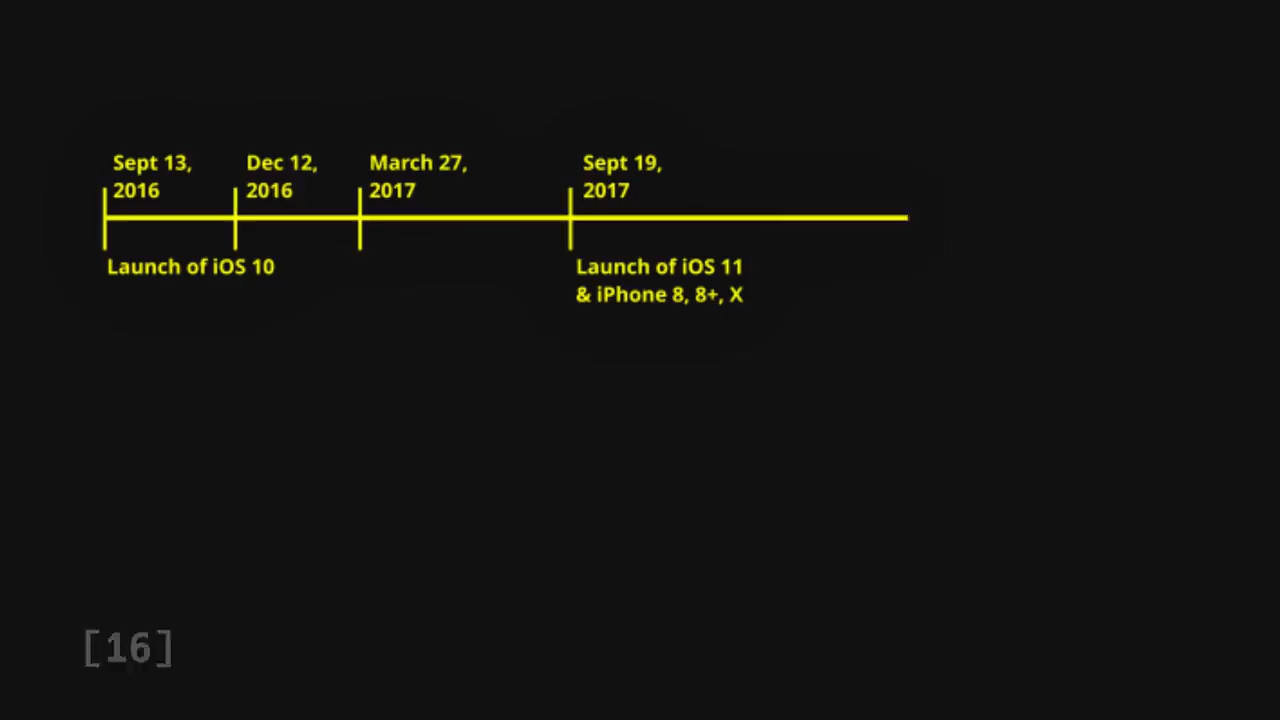 Sept 13,
2016
Dec 12,
2016
March 27,
2017
Sept 19,
2017
Launch of iOS 10
Launch of iOS 11
& iPhone 8, 8+, X
[16]